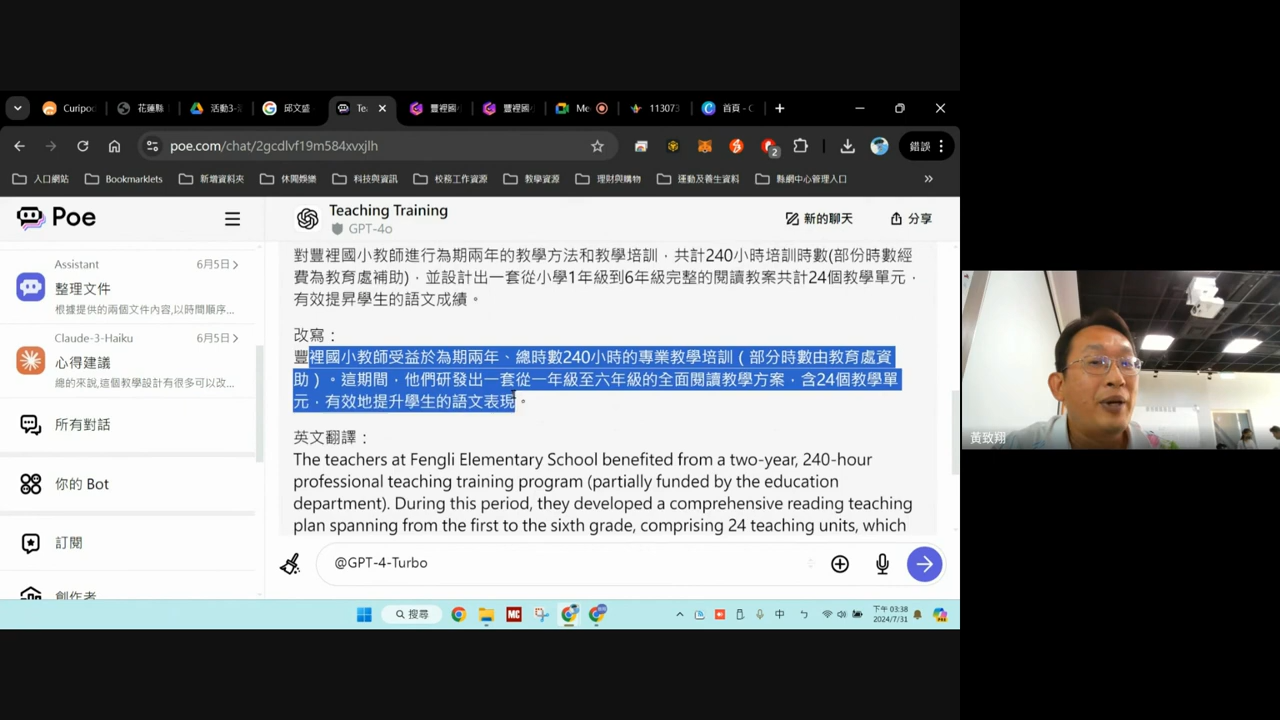 Curipo
花蓮縣
活動3-
邱文盛
Te
豐裡國
豐裡國
Me
11307
首頁 - C
poe.com/chat/2gcdlvf19m584xvxjlh
2
錯誤
入口網站
Bookmarklets
新增資料夾
休閒娛樂
科技與資訊
校務工作資源
教學資源
理財與購物
運動及養生資料
縣網中心管理入口
Poe
Teaching Training
GPT-4o
新的聊天
分享
Assistant
6月5日
整理文件
根據提供的兩個文件內容,以時間順序...
Claude-3-Haiku
6月5日
心得建議
總的來說,這個教學設計有很多可以改...
所有對話
你的 Bot
訂閱
創作者
對豐裡國小教師進行為期兩年的教學方法和教學培訓，共計240小時培訓時數(部份時數經
費為教育處補助)，並設計出一套從小學1年級到6年級完整的閱讀教案共計24個教學單元，
有效提昇學生的語文成績。
改寫：
豐裡國小教師受益於為期兩年、總時數240小時的專業教學培訓（部分時數由教育處資
助）。這期間，他們研發出一套從一年級至六年級的全面閱讀教學方案，含24個教學單
元，有效地提升學生的語文表現。
英文翻譯：
The teachers at Fengli Elementary School benefited from a two-year, 240-hour
professional teaching training program (partially funded by the education
department). During this period, they developed a comprehensive reading teaching
plan spanning from the first to the sixth grade, comprising 24 teaching units, which
@GPT-4-Turbo
搜尋
MC
中
下午 03:38
2024/7/31
黃致翔